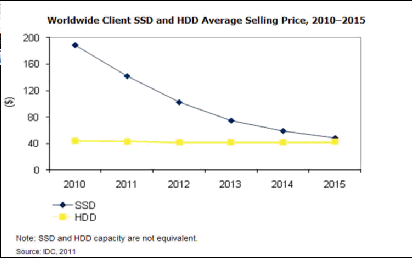 Worldwide Client SSD and HDD Average Selling Price, 2010–2015
200
160
120
80
40
0
($)
2010 2011 2012 2013 2014 2015
SSD
HDD
Note: SSD and HDD capacity are not equivalent.
Source: IDC, 2011